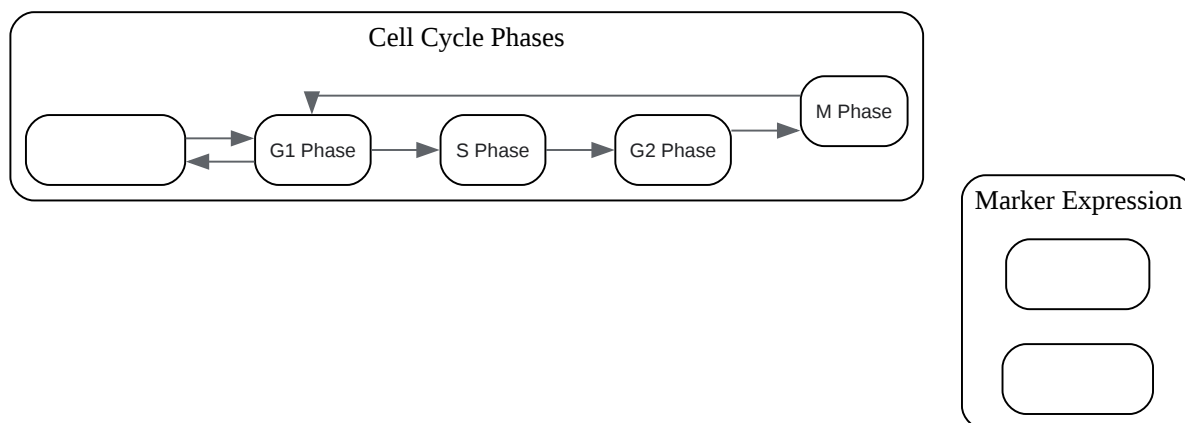 Cell Cycle Phases
M Phase
G1 Phase
S Phase
G2 Phase
Marker Expression